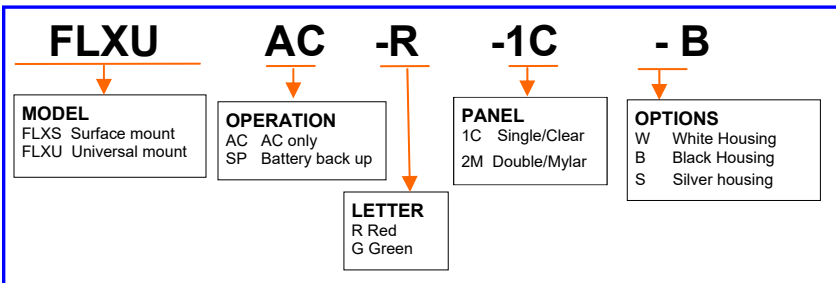 FLXU AC -R -1C - B
MODEL
FLXS Surface mount
FLXU Universal mount
OPERATION
AC AC only
SP Battery back up
LETTER
R Red
G Green
PANEL
1C Single/Clear
2M Double/Mylar
OPTIONS
W White Housing
B Black Housing
S Silver housing